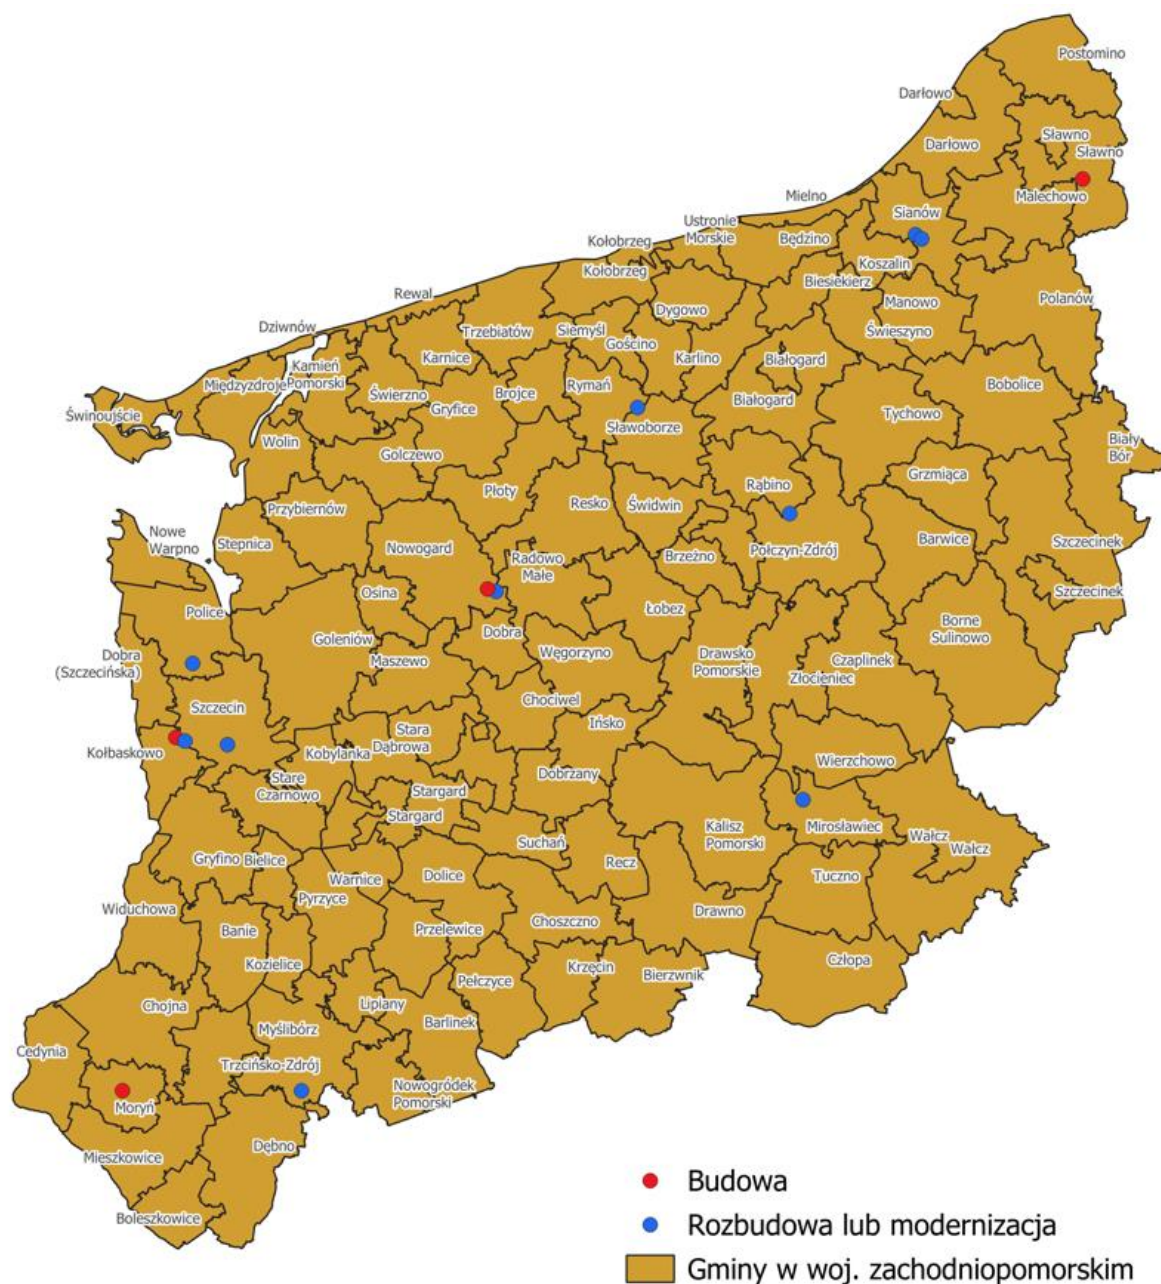 Postomino
Darłowo
Sławno
Sławno
Darłowo
Mielno
Malechowo
Sianów
Ustronie
Morskie
Będzino
Kołobrzeg
Kołobrzeg
Koszalin
Biesiekierz
Rewal
Manowo
Polanów
Dygowo
Dziwnów
Trzebiatów
Siemyśl
Świeszyno
Gościno
Karnice
Karlino
Białogard
Kamień
Pomorski
Międzyzdroje
Rymań
Bobolice
Świerzno
Brojce
Białogard
Gryfice
Świnoujście
Sławoborze
Tychowo
Wolin
Biały
Bór
Golczewo
Grzmiąca
Rąbino
Płoty
Resko
Świdwin
Przybiernów
Nowe
Warpno
Stepnica
Nowogard
Radowo
Małe
Brzeżno
Połczyn-Zdrój
Barwice
Szczecinek
Osina
Szczecinek
Police
Łobez
Goleniów
Dobra
Borne
Sulinowo
Dobra
(Szczecińska)
Maszewo
Węgorzyno
Drawsko
Pomorskie
Czaplinek
Złocieniec
Szczecin
Chociwel
Ińsko
Stara
Dąbrowa
Kołbaskowo
Kobylanka
Wierzchowo
Stare
Czarnowo
Dobrzany
Stargard
Stargard
Kalisz
Pomorski
Mirosławiec
Suchań
Wałcz
Wałcz
Gryfino
Bielice
Recz
Warnice
Dolice
Tuczno
Pyrzyce
Widuchowa
Drawno
Choszczno
Banie
Przelewice
Kozielice
Człopa
Krzęcin
Bierzwnik
Pełczyce
Chojna
Lipiany
Barlinek
Myślibórz
Cedynia
Trzcińsko-Zdrój
Nowogródek
Pomorski
Moryń
Dębno
Mieszkowice
Boleszkowice
Budowa
Rozbudowa lub modernizacja
Gminy w woj. zachodniopomorskim